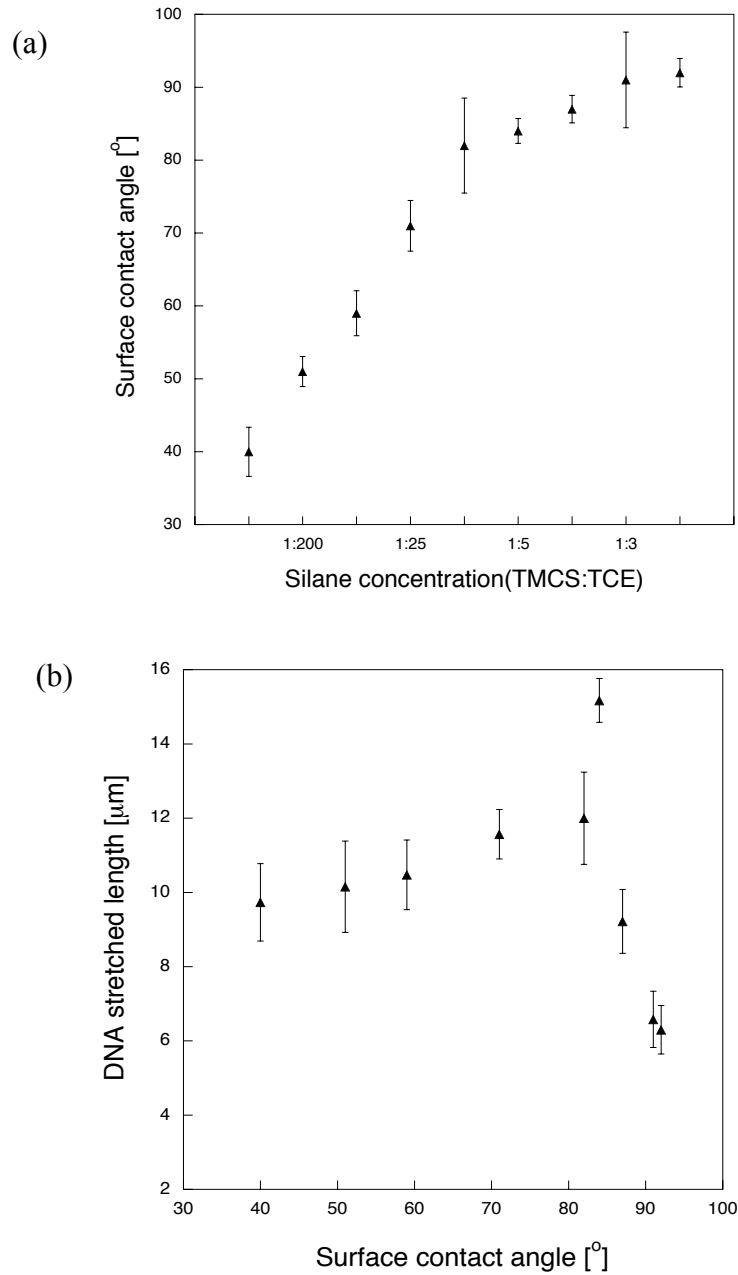 (a)
100
90
80
70
60
50
40
30
Surface contact angle [°]
1:200 1:25 1:5 1:3
Silane concentration(TMCS:TCE)
(b)
16
14
12
10
8
6
4
2
DNA stretched length [μm]
30 40 50 60 70 80 90 100
Surface contact angle [°]